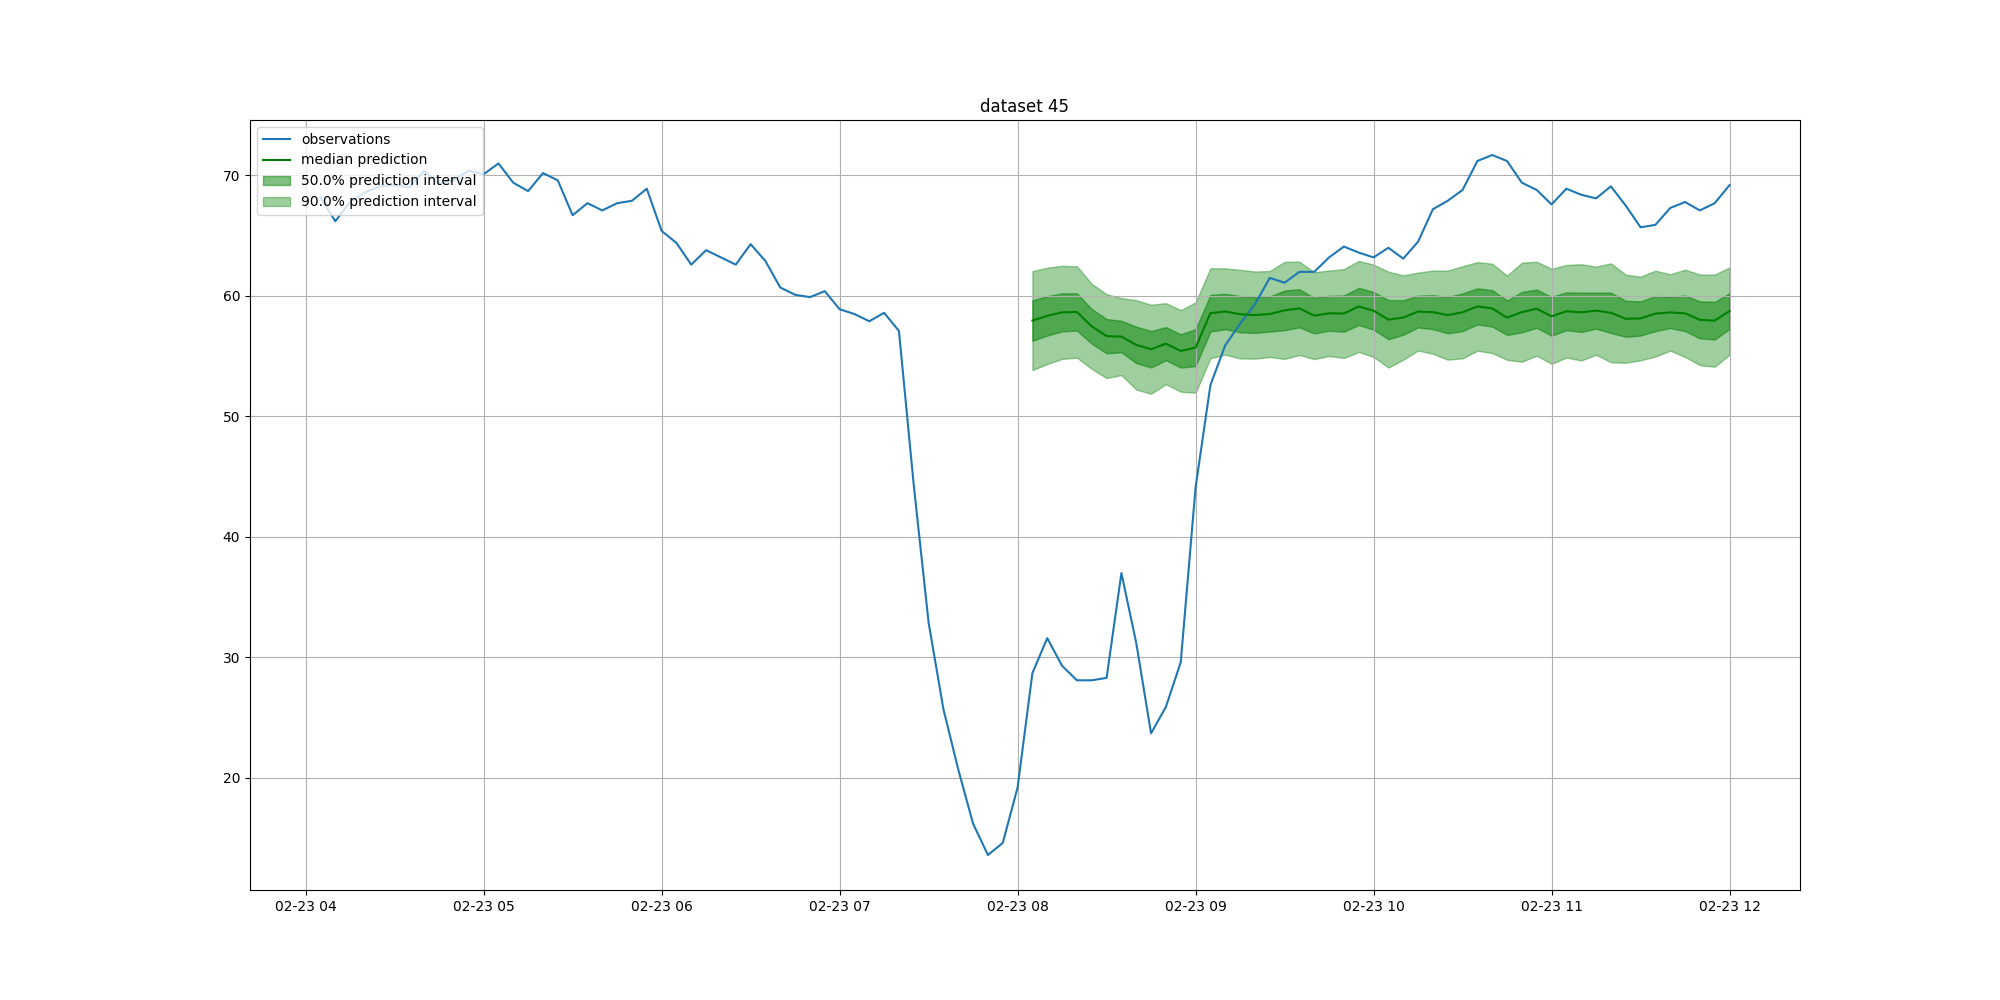 dataset 45
observations
median prediction
50.0% prediction interval
90.0% prediction interval
70
60
50
40
30
20
02-23 04 02-23 05 02-23 06 02-23 07 02-23 08 02-23 09 02-23 10 02-23 11 02-23 12